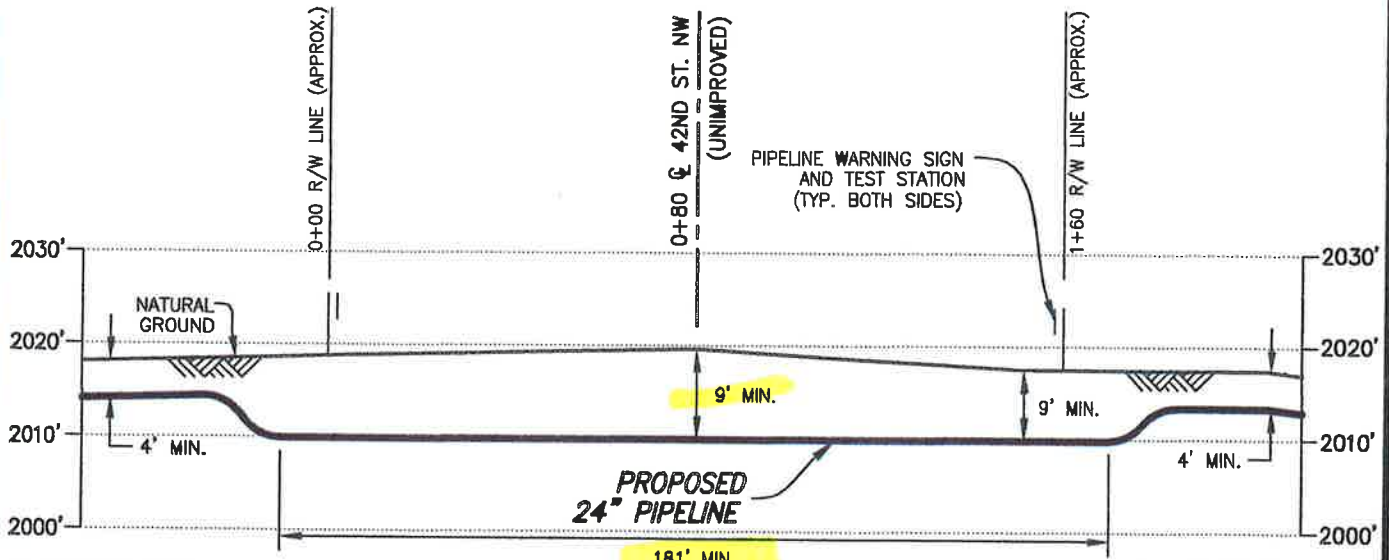 0+00 R/W LINE (APPROX.)
0+80 ℄ 42ND ST. NW
(UNIMPROVED)
1+60 R/W LINE (APPROX.)
PIPELINE WARNING SIGN
AND TEST STATION
(TYP. BOTH SIDES)
2030'
2030'
NATURAL
GROUND
2020'
2020'
9' MIN.
9' MIN.
2010'
2010'
4' MIN.
4' MIN.
PROPOSED
24" PIPELINE
2000'
2000'
181' MIN.